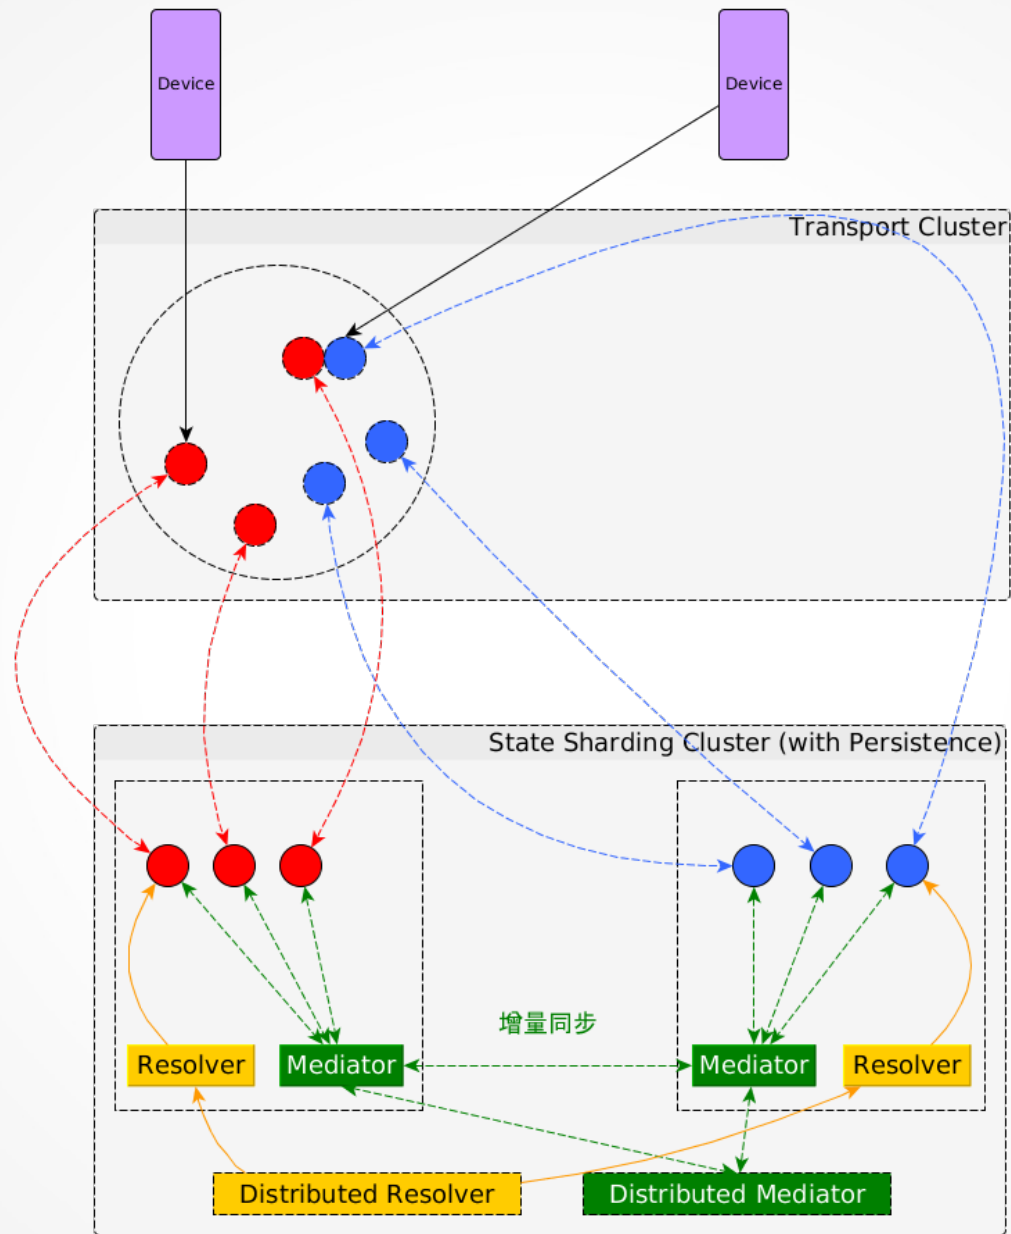 Device
Device
Transport Cluster
State Sharding Cluster (with Persistence)
增量同步
Resolver
Mediator
Mediator
Resolver
Distributed Resolver
Distributed Mediator